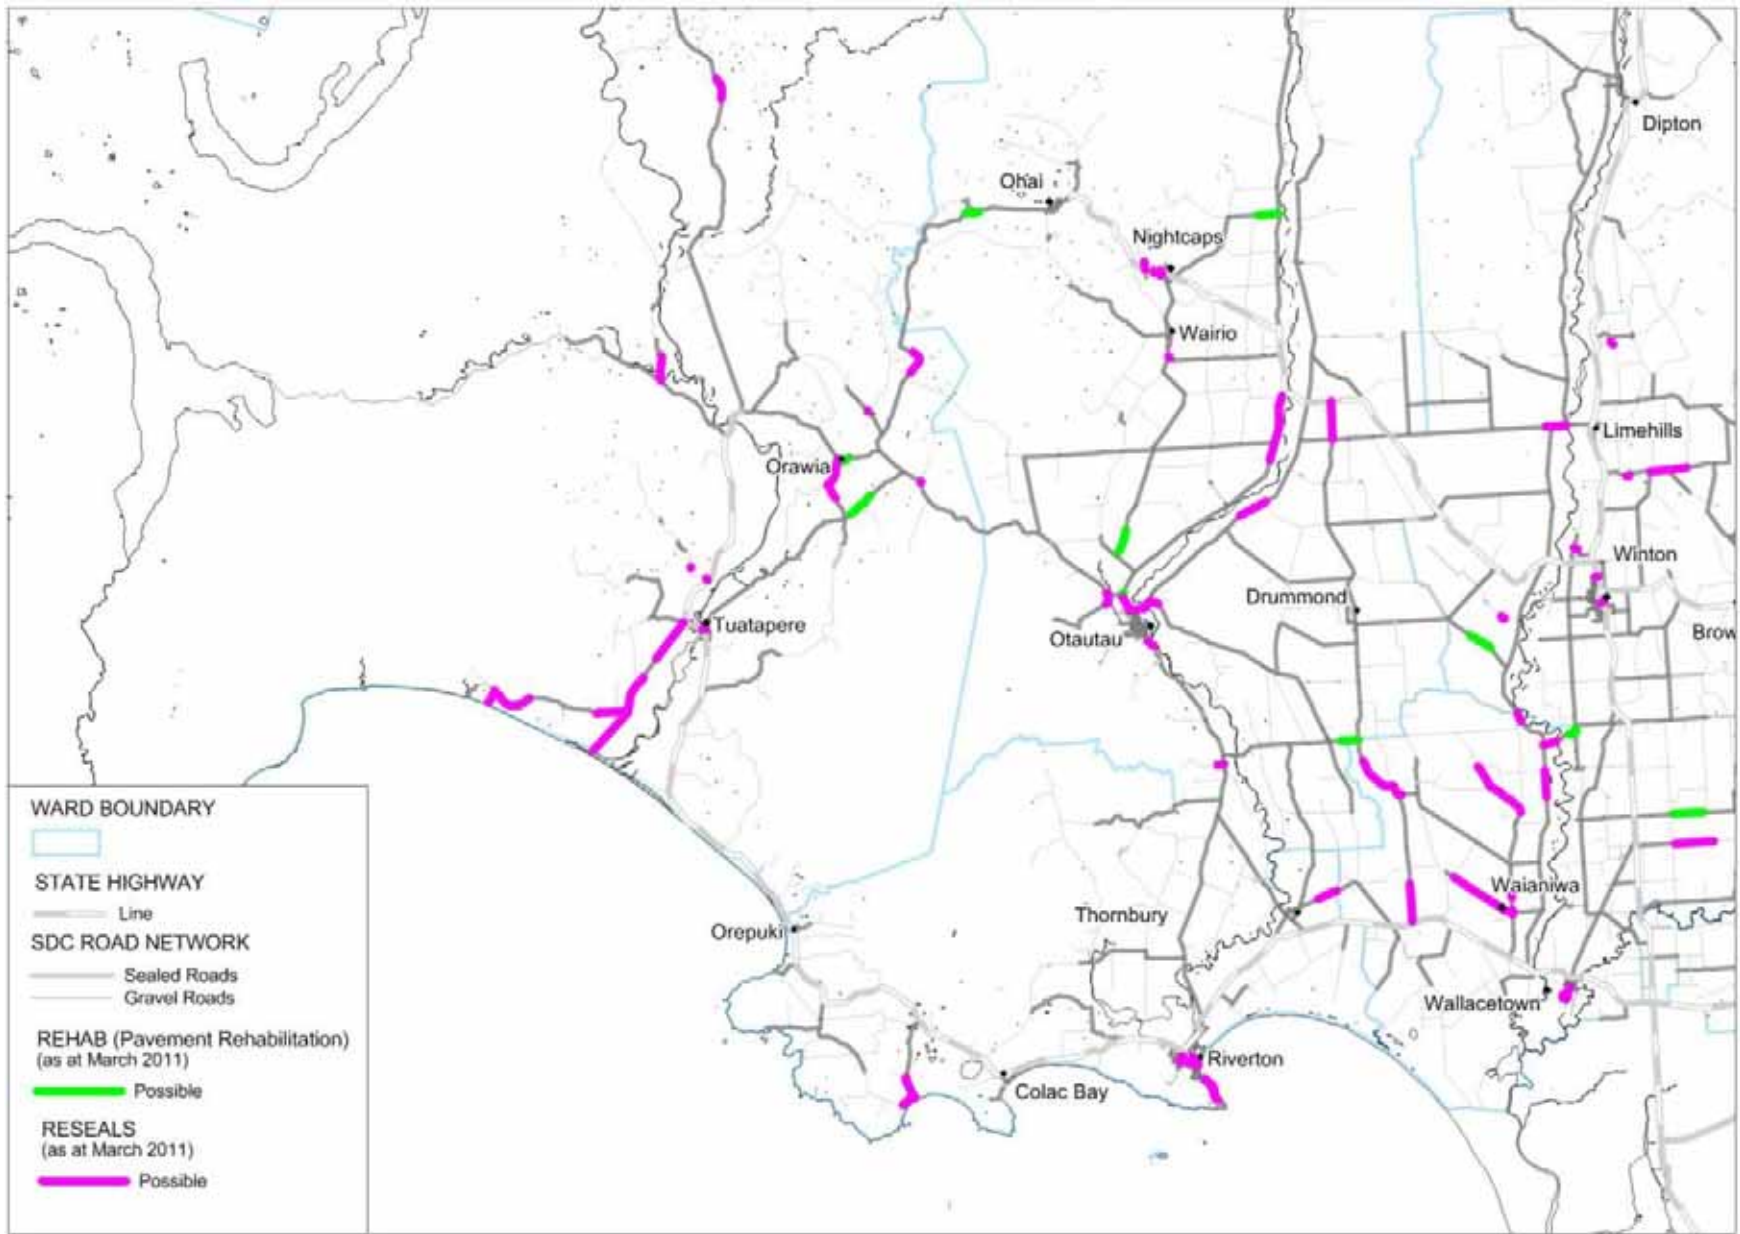 Dipton
Ohai
Nightcaps
Wairio
Limehills
Orawia
Winton
Drummond
Tuatapere
Otautau
Brow
WARD BOUNDARY
STATE HIGHWAY
Line
SDC ROAD NETWORK
Sealed Roads
Gravel Roads
REHAB (Pavement Rehabilitation)
(as at March 2011)
Possible
RESEALS
(as at March 2011)
Possible
Waianiwa
Thornbury
Orepuki
Wallacetown
Riverton
Colac Bay